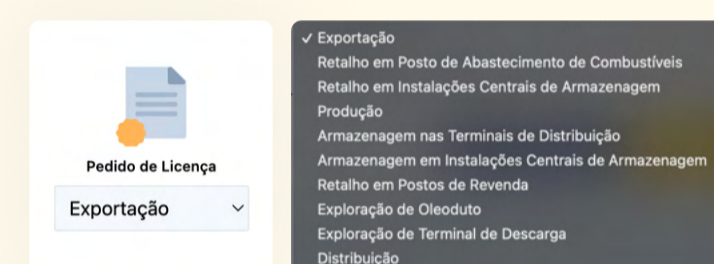 Pedido de Licença
Exportação
✓ Exportação
Retalho em Posto de Abastecimento de Combustíveis
Retalho em Instalações Centrais de Armazenagem
Produção
Armazenagem nas Terminais de Distribuição
Armazenagem em Instalações Centrais de Armazenagem
Retalho em Postos de Revenda
Exploração de Oleoduto
Exploração de Terminal de Descarga
Distribuição